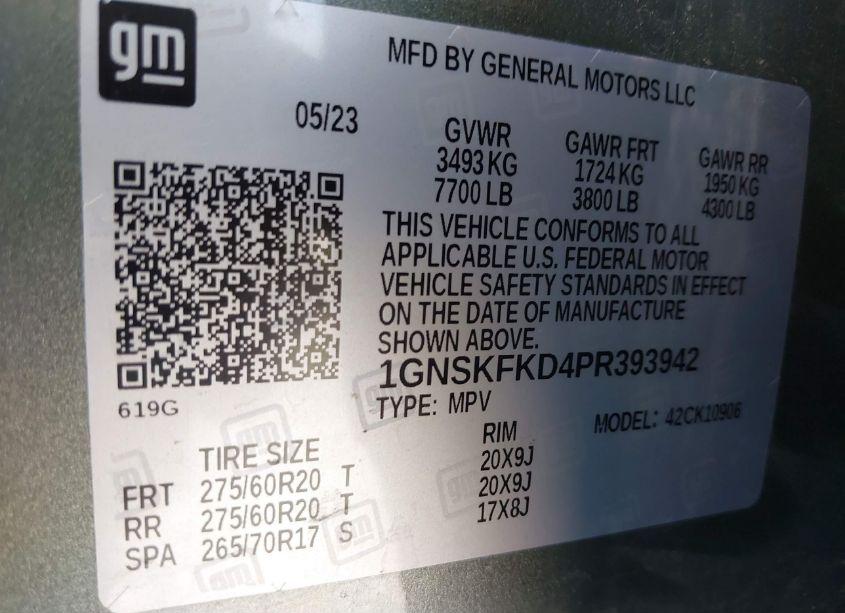 gm
MFD BY GENERAL MOTORS LLC
05/23
GVWR GAWR FRT GAWR RR
3493 KG 1724 KG 1950 KG
7700 LB 3800 LB 4300 LB
THIS VEHICLE CONFORMS TO ALL
APPLICABLE U.S. FEDERAL MOTOR
VEHICLE SAFETY STANDARDS IN EFFECT
ON THE DATE OF MANUFACTURE
SHOWN ABOVE.
1GNSKFKD4PR393942
619G
TYPE: MPV MODEL: 42CK10906
TIRE SIZE RIM
FRT 275/60R20 T 20X9J
RR 275/60R20 T 20X9J
SPA 265/70R17 S 17X8J